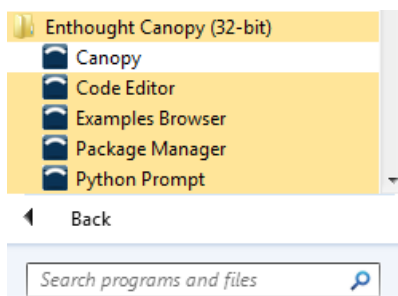 Enthought Canopy (32-bit)
Canopy
Code Editor
Examples Browser
Package Manager
Python Prompt
Back
Search programs and files